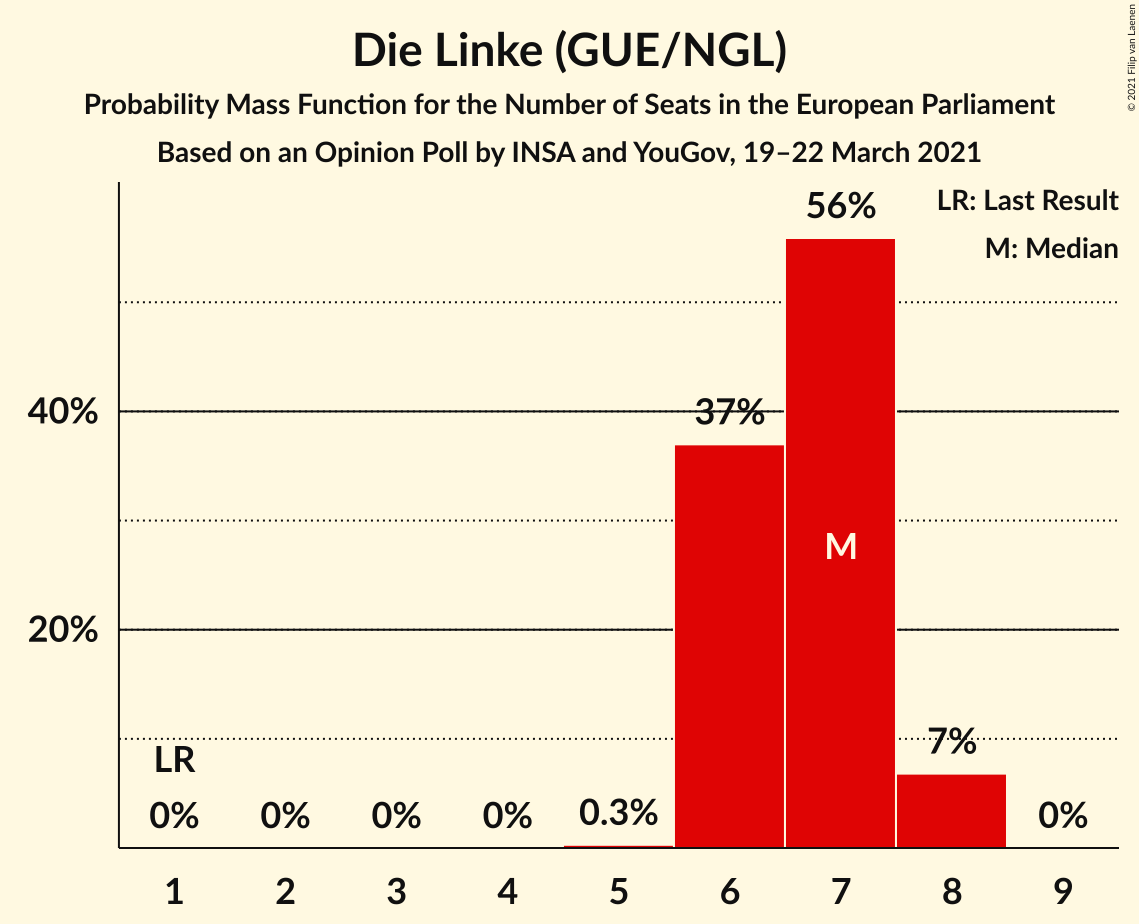 Die Linke (GUE/NGL)
Probability Mass Function for the Number of Seats in the European Parliament
Based on an Opinion Poll by INSA and YouGov, 19–22 March 2021
© 2021 Filip van Laenen
LR: Last Result
M: Median
56%
40%
37%
M
20%
LR
7%
0%
0%
0%
0%
0.3%
0%
1 2 3 4 5 6 7 8 9